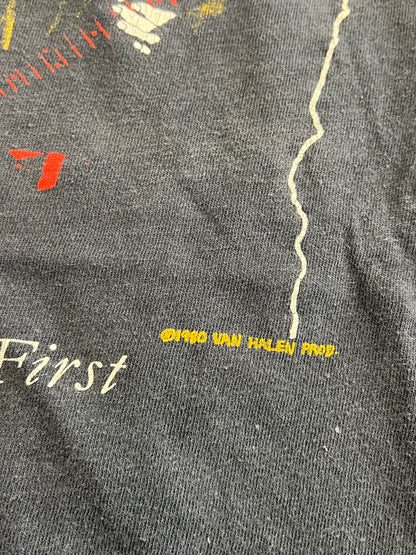 ©1980 VAN HALEN PROD.
First